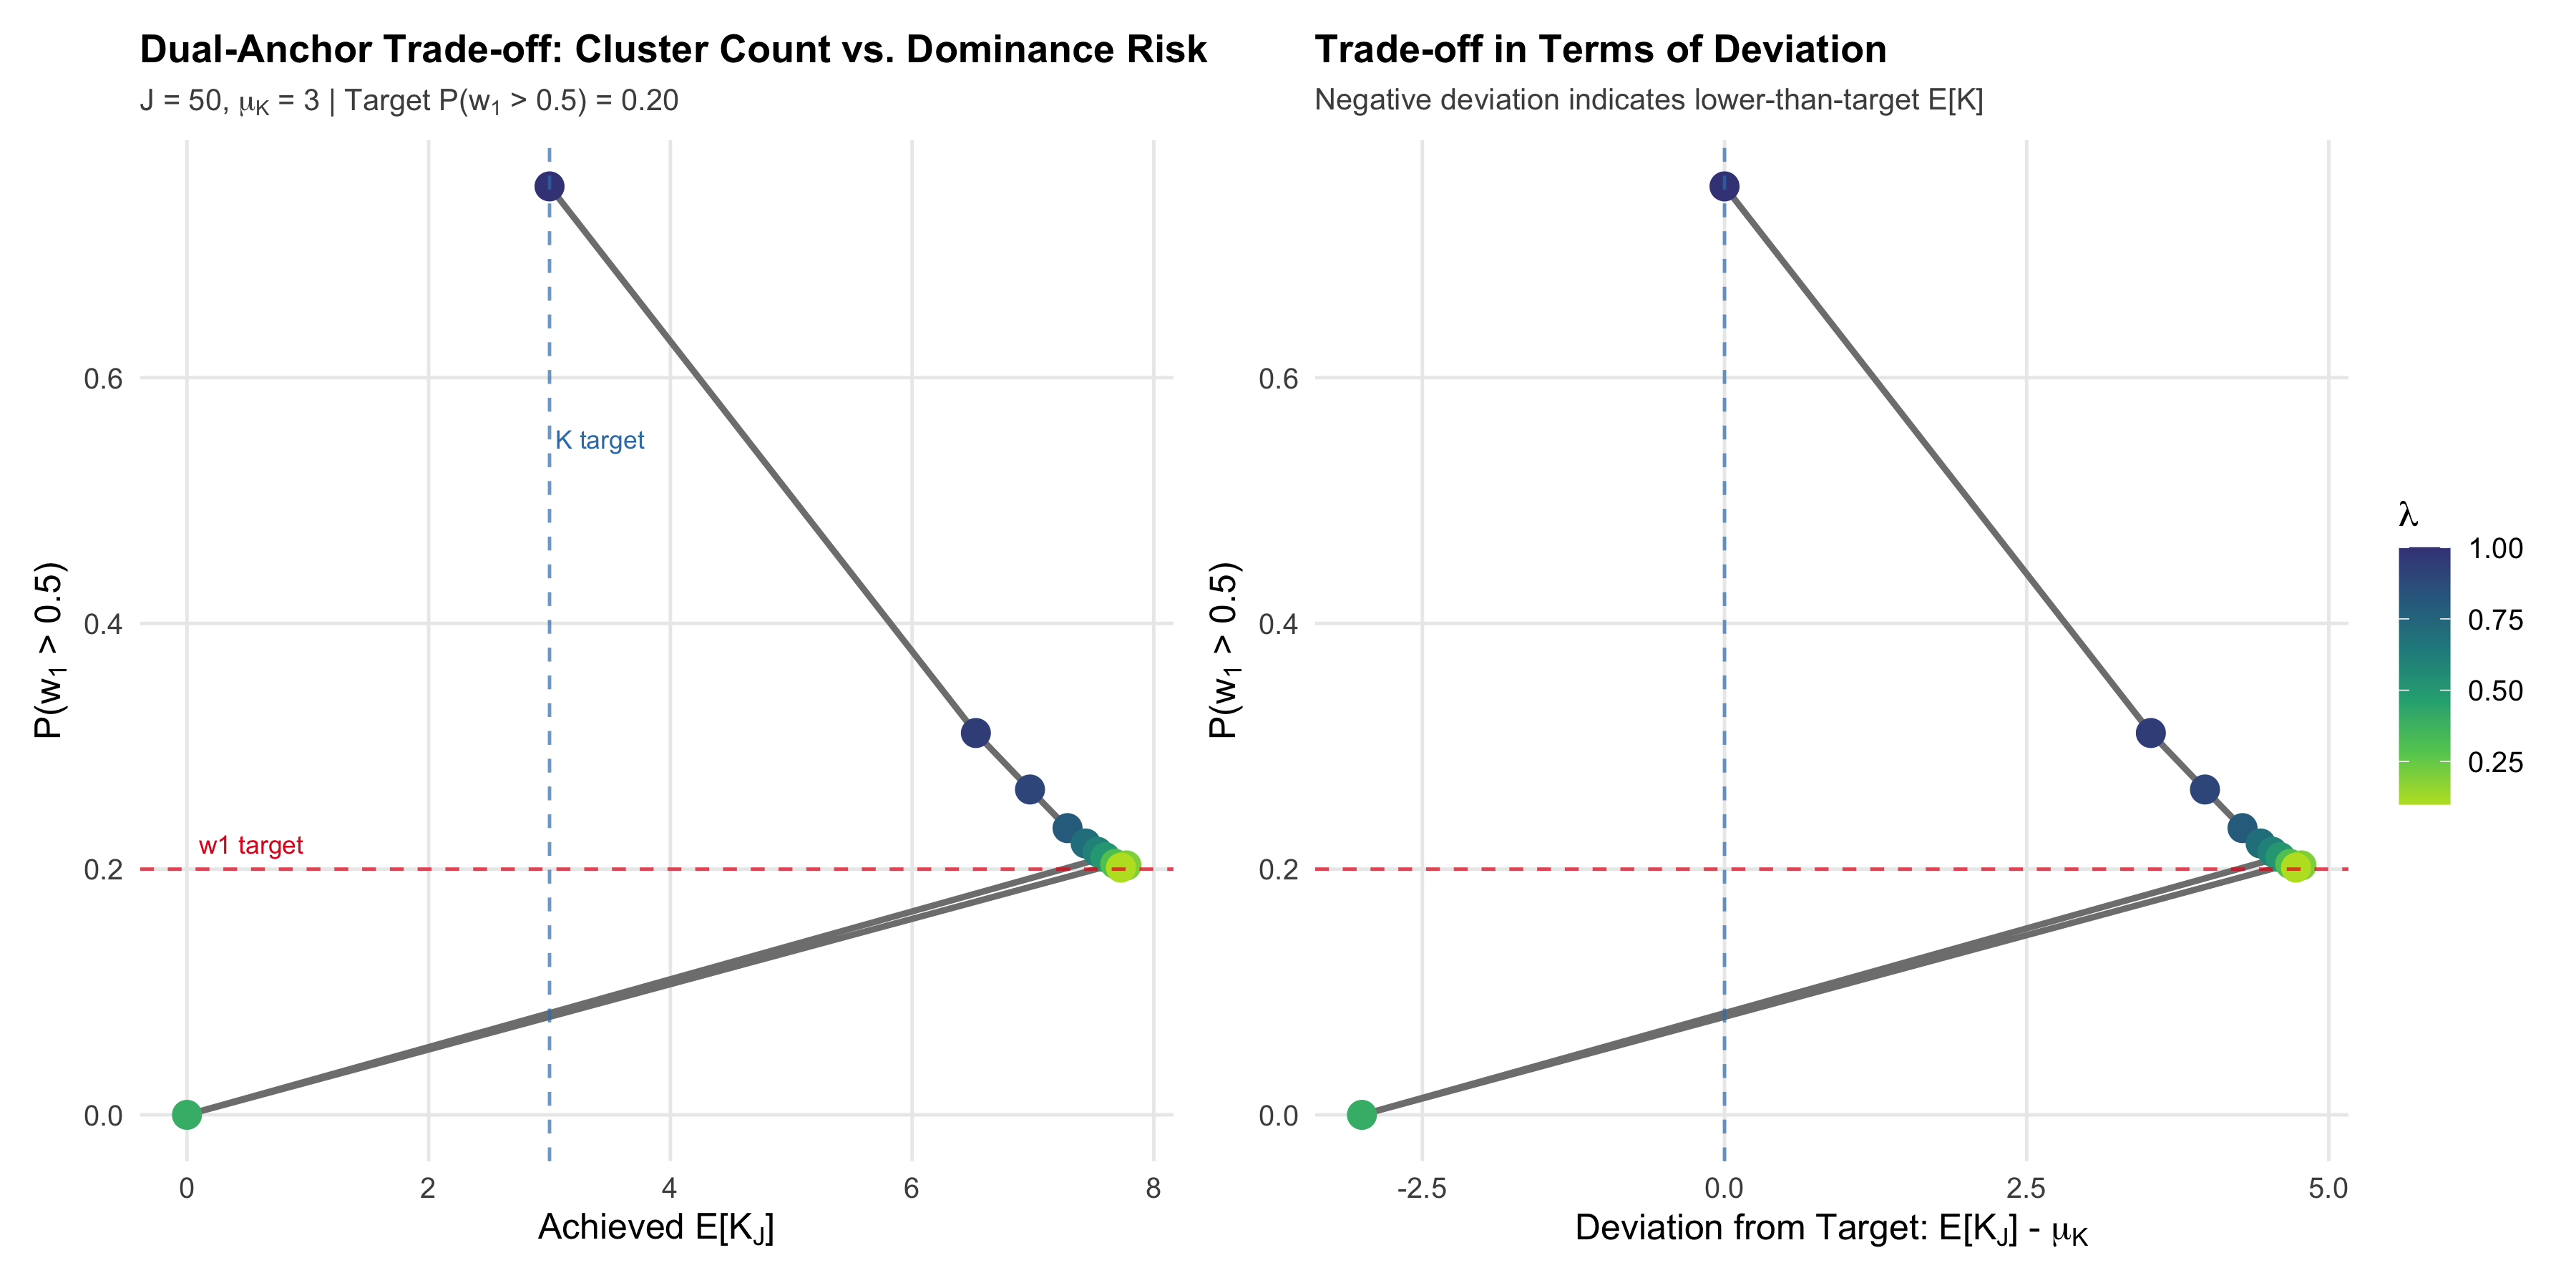 Dual-Anchor Trade-off: Cluster Count vs. Dominance Risk
J = 50, μK = 3 | Target P(w1 > 0.5) = 0.20
P(w1 > 0.5)
0.6
0.4
0.2
0.0
K target
w1 target
0 2 4 6 8
Achieved E[KJ]
Trade-off in Terms of Deviation
Negative deviation indicates lower-than-target E[K]
P(w1 > 0.5)
0.6
0.4
0.2
0.0
-2.5 0.0 2.5 5.0
Deviation from Target: E[KJ] - μK
λ
1.00
0.75
0.50
0.25